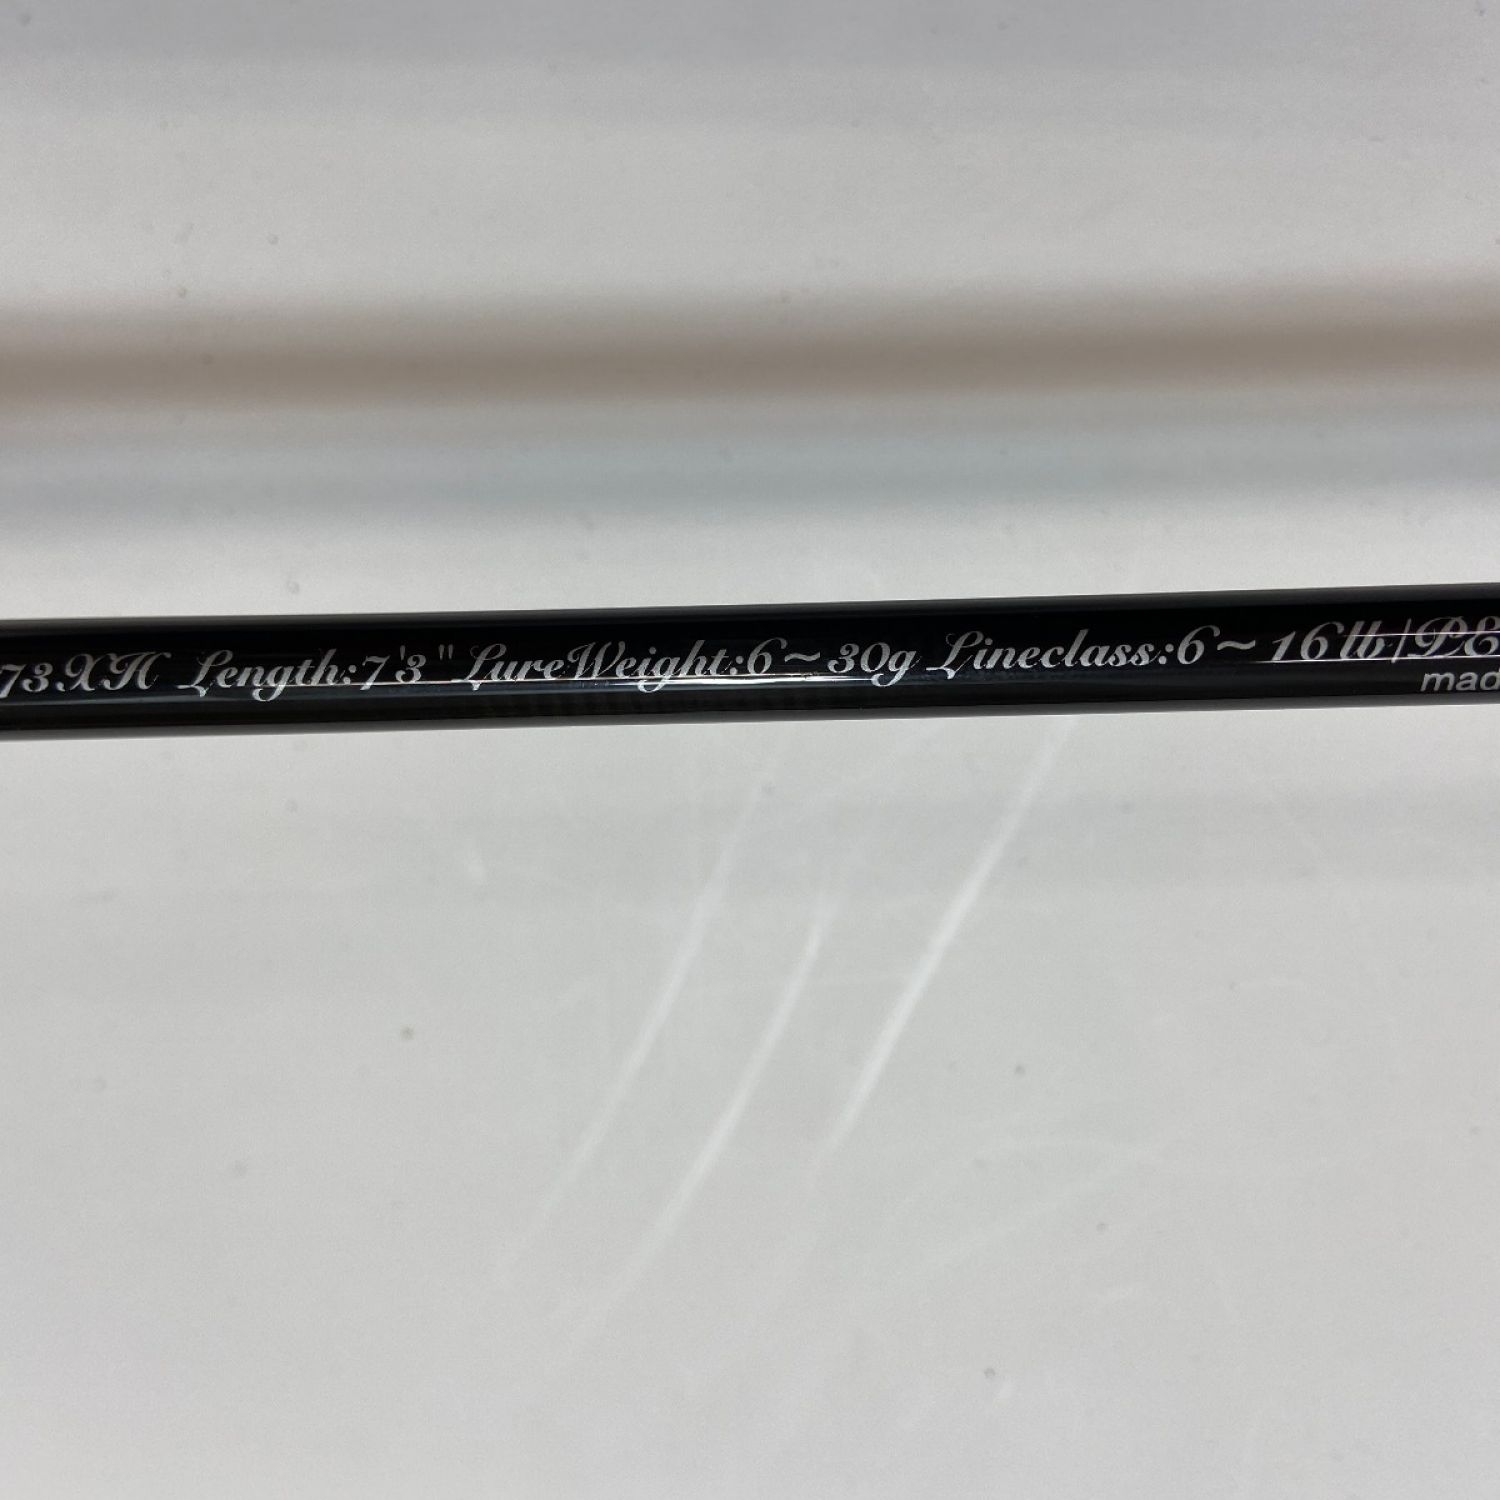 73XH Length:7'3" LureWeight:6~30g Lineclass:6~16lb/PE
mad